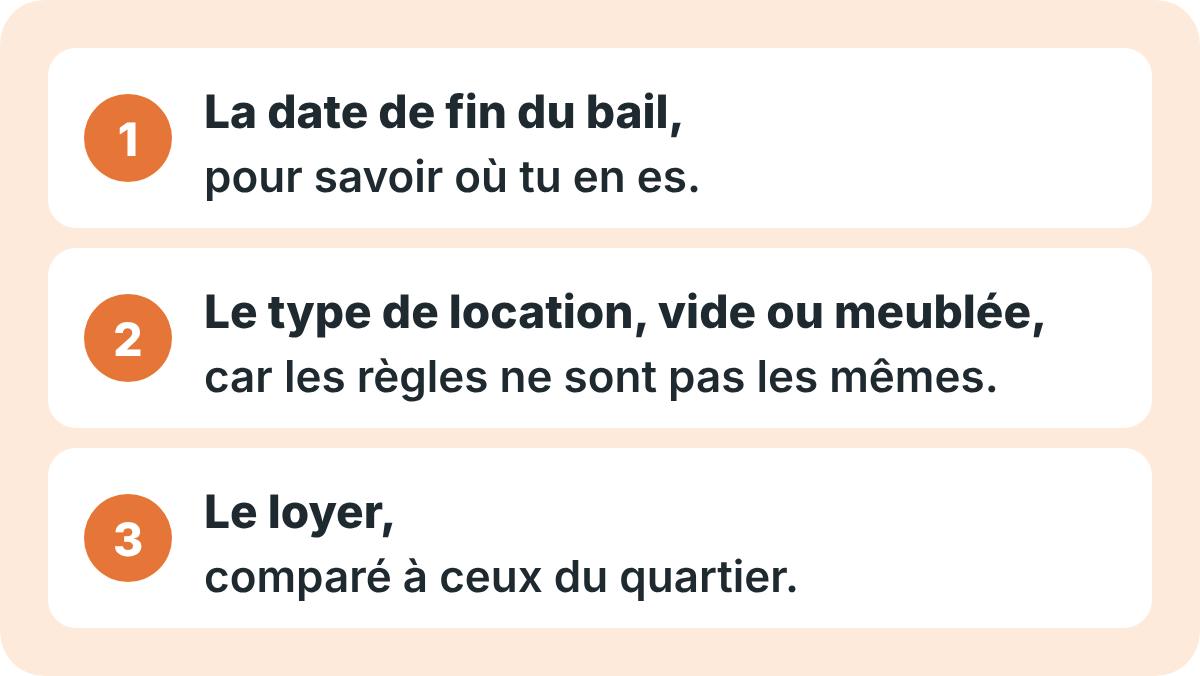 1
La date de fin du bail,
pour savoir où tu en es.
2
Le type de location, vide ou meublée,
car les règles ne sont pas les mêmes.
3
Le loyer,
comparé à ceux du quartier.